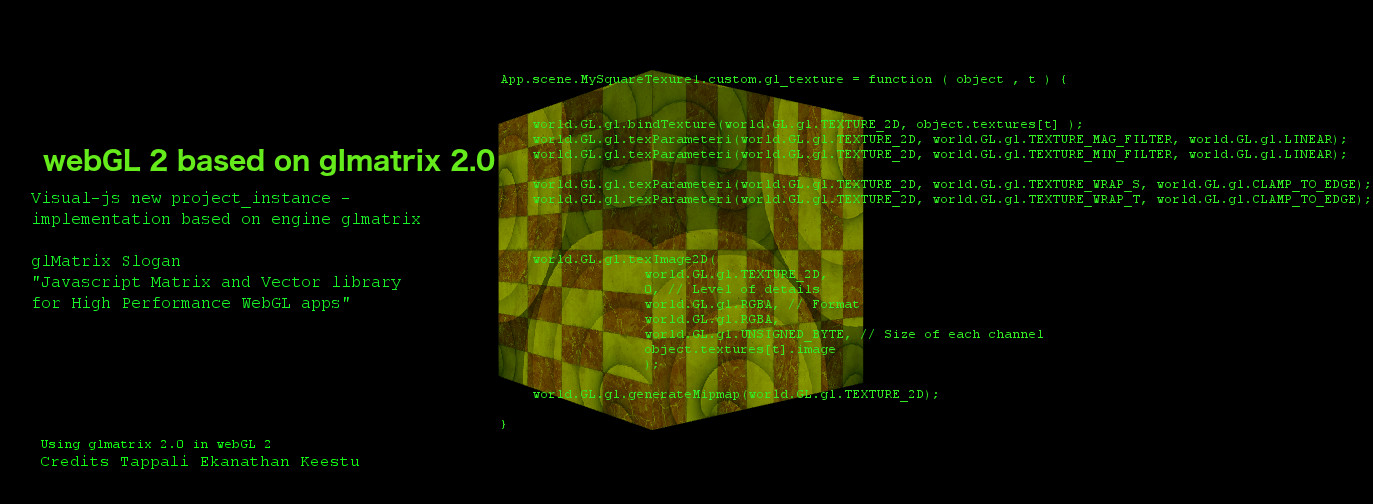 webGL 2 based on glmatrix 2.0
Visual-js new project_instance -
implementation based on engine glmatrix
glMatrix Slogan
"Javascript Matrix and Vector library
for High Performance WebGL apps"
Using glmatrix 2.0 in webGL 2
Credits Tappali Ekanathan Keestu
App.scene.MySquareTexure1.custom.gl_texture = function ( object , t ) {
world.GL.gl.bindTexture(world.GL.gl.TEXTURE_2D, object.textures[t] );
world.GL.gl.texParameteri(world.GL.gl.TEXTURE_2D, world.GL.gl.TEXTURE_MAG_FILTER, world.GL.gl.LINEAR);
world.GL.gl.texParameteri(world.GL.gl.TEXTURE_2D, world.GL.gl.TEXTURE_MIN_FILTER, world.GL.gl.LINEAR);
world.GL.gl.texParameteri(world.GL.gl.TEXTURE_2D, world.GL.gl.TEXTURE_WRAP_S, world.GL.gl.CLAMP_TO_EDGE);
world.GL.gl.texParameteri(world.GL.gl.TEXTURE_2D, world.GL.gl.TEXTURE_WRAP_T, world.GL.gl.CLAMP_TO_EDGE);
world.GL.gl.texImage2D(
world.GL.gl.TEXTURE_2D,
0, // Level of details
world.GL.gl.RGBA, // Format
world.GL.gl.RGBA,
world.GL.gl.UNSIGNED_BYTE, // Size of each channel
object.textures[t].image
);
world.GL.gl.generateMipmap(world.GL.gl.TEXTURE_2D);
}